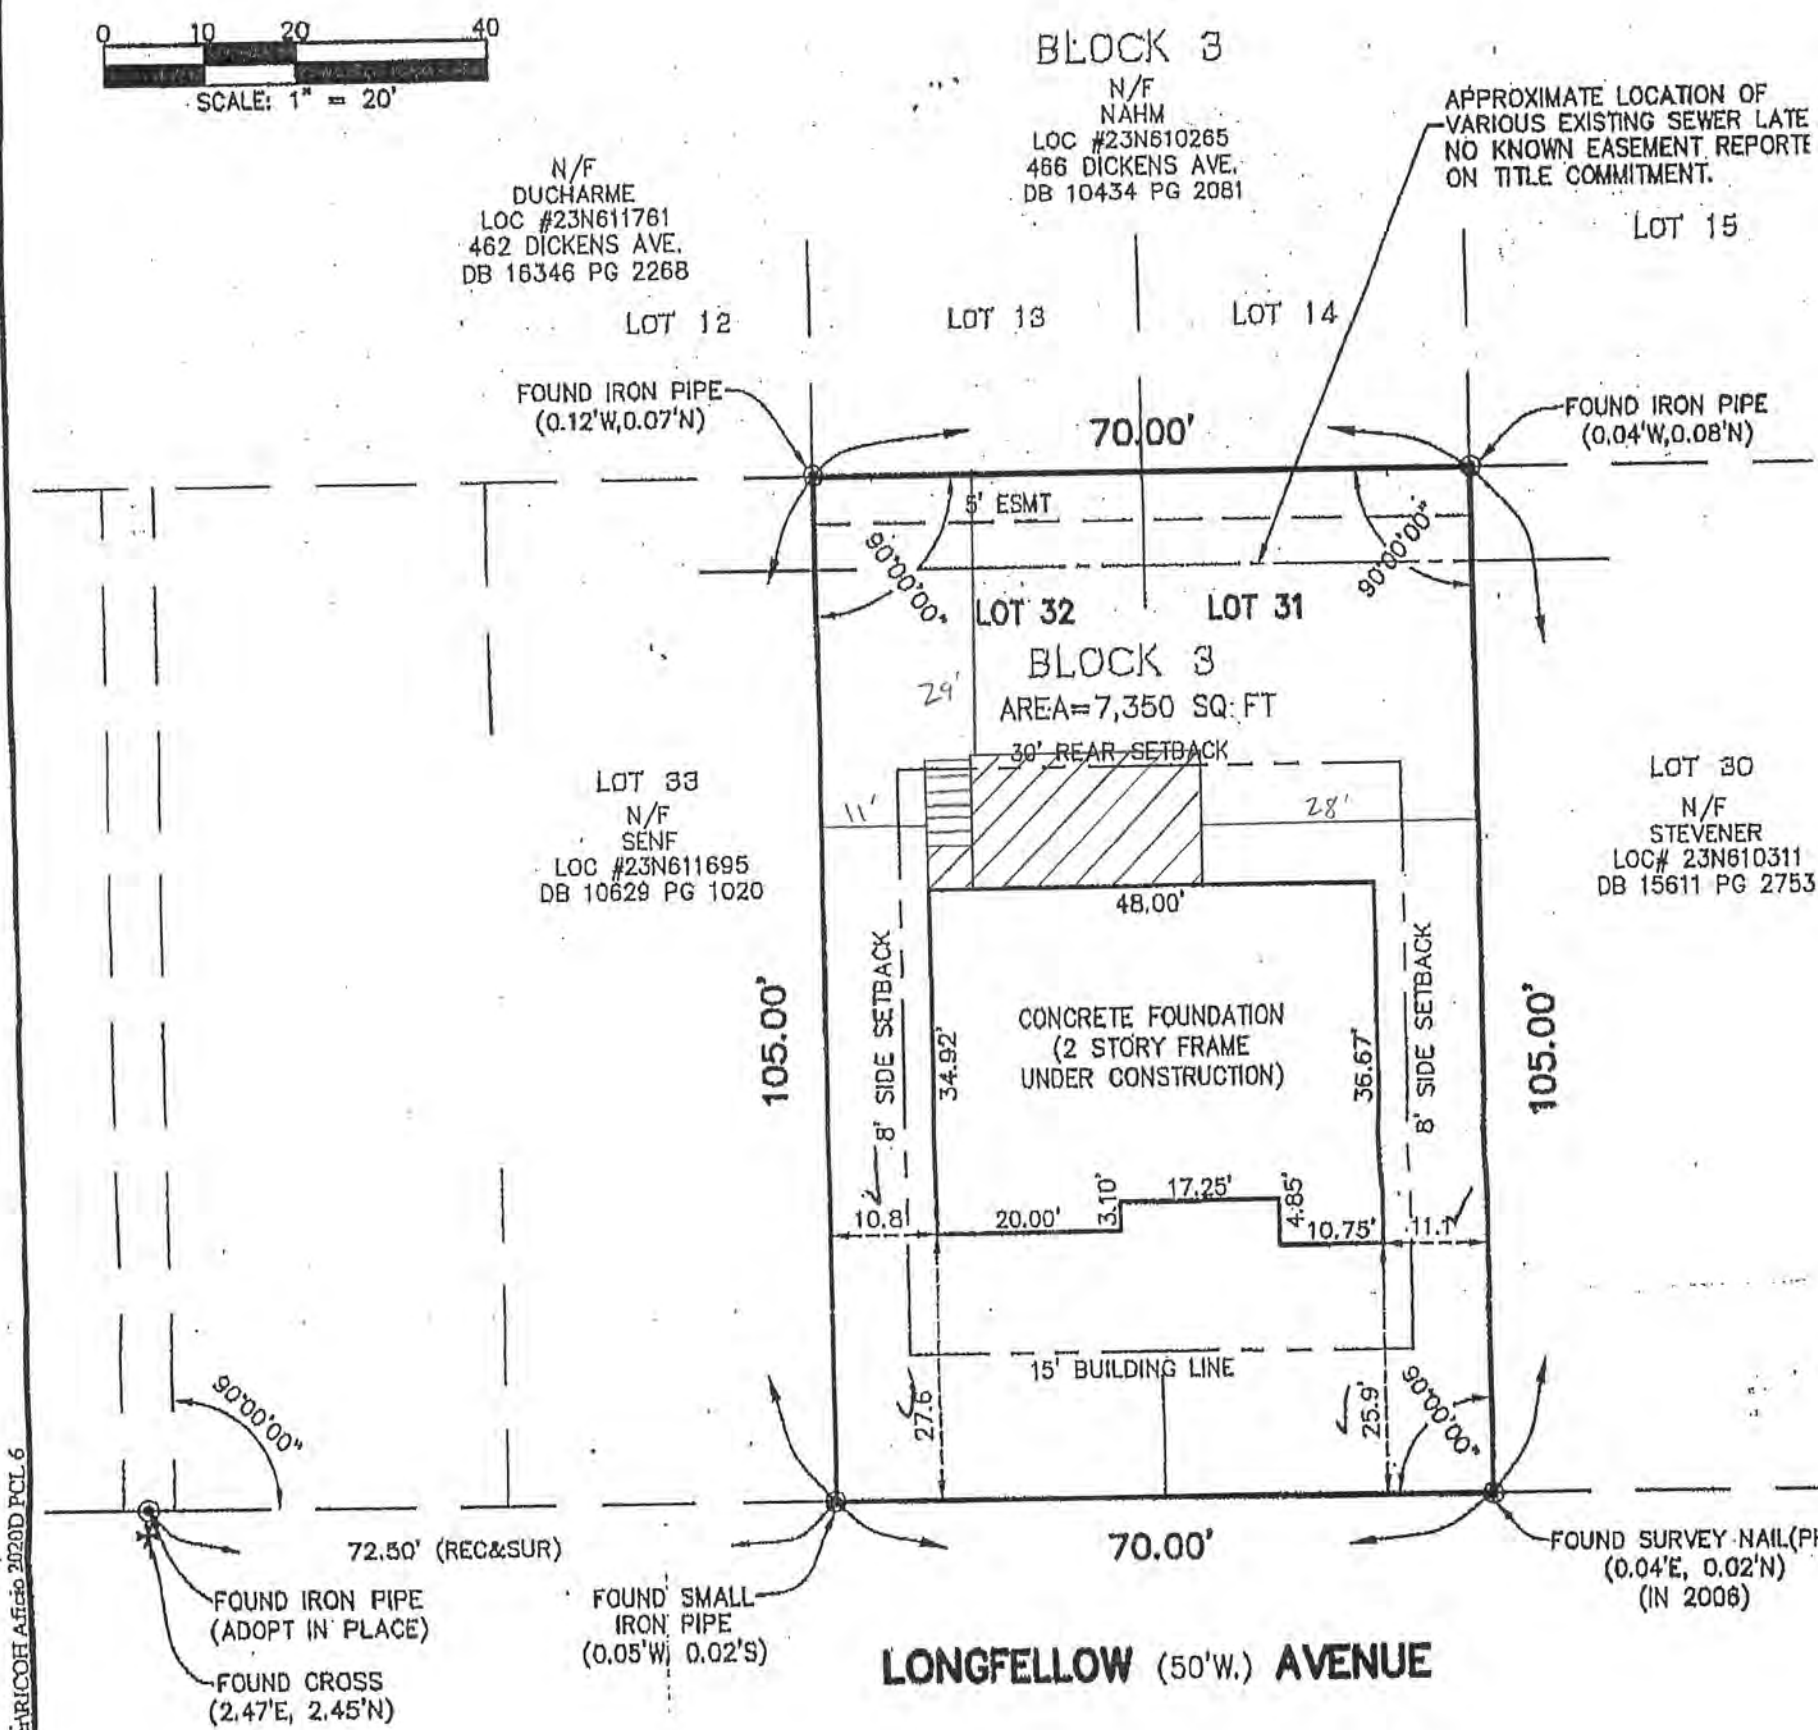 0 10 20 40
SCALE: 1" = 20'
BLOCK 3
N/F
NAHM
LOC #23N610265
466 DICKENS AVE.
DB 10434 PG 2081
APPROXIMATE LOCATION OF
VARIOUS EXISTING SEWER LATE
NO KNOWN EASEMENT REPORTE
ON TITLE COMMITMENT.
LOT 15
N/F
DUCHARME
LOC #23N611761
462 DICKENS AVE.
DB 16346 PG 2268
LOT 12
LOT 13
LOT 14
FOUND IRON PIPE
(0.12'W,0.07'N)
70.00'
FOUND IRON PIPE
(0.04'W,0.08'N)
5' ESMT
90°00'00"
90°00'00"
LOT 32
LOT 31
BLOCK 3
29'
AREA=7,350 SQ.FT
30' REAR SETBACK
LOT 33
N/F
SENF
LOC #23N611695
DB 10629 PG 1020
11'
28'
LOT 30
N/F
STEVENER
LOC# 23N610311
DB 15611 PG 2753
48.00'
105.00'
8' SIDE SETBACK
34.92'
CONCRETE FOUNDATION
(2 STORY FRAME
UNDER CONSTRUCTION)
36.67'
8' SIDE SETBACK
105.00'
10.8
20.00'
3.10'
17.25'
4.85'
10.75'
11.1'
15' BUILDING LINE
27.6'
25.9'
90°00'00"
90°00'00"
72.50' (REC&SUR)
70.00'
FOUND IRON PIPE
(ADOPT IN PLACE)
FOUND CROSS
(2.47'E, 2.45'N)
FOUND SMALL
IRON PIPE
(0.05'W, 0.02'S)
FOUND SURVEY NAIL(PK
(0.04'E, 0.02'N)
(IN 2006)
LONGFELLOW (50'W.) AVENUE
RICOH Aficio 2020D PCL 6